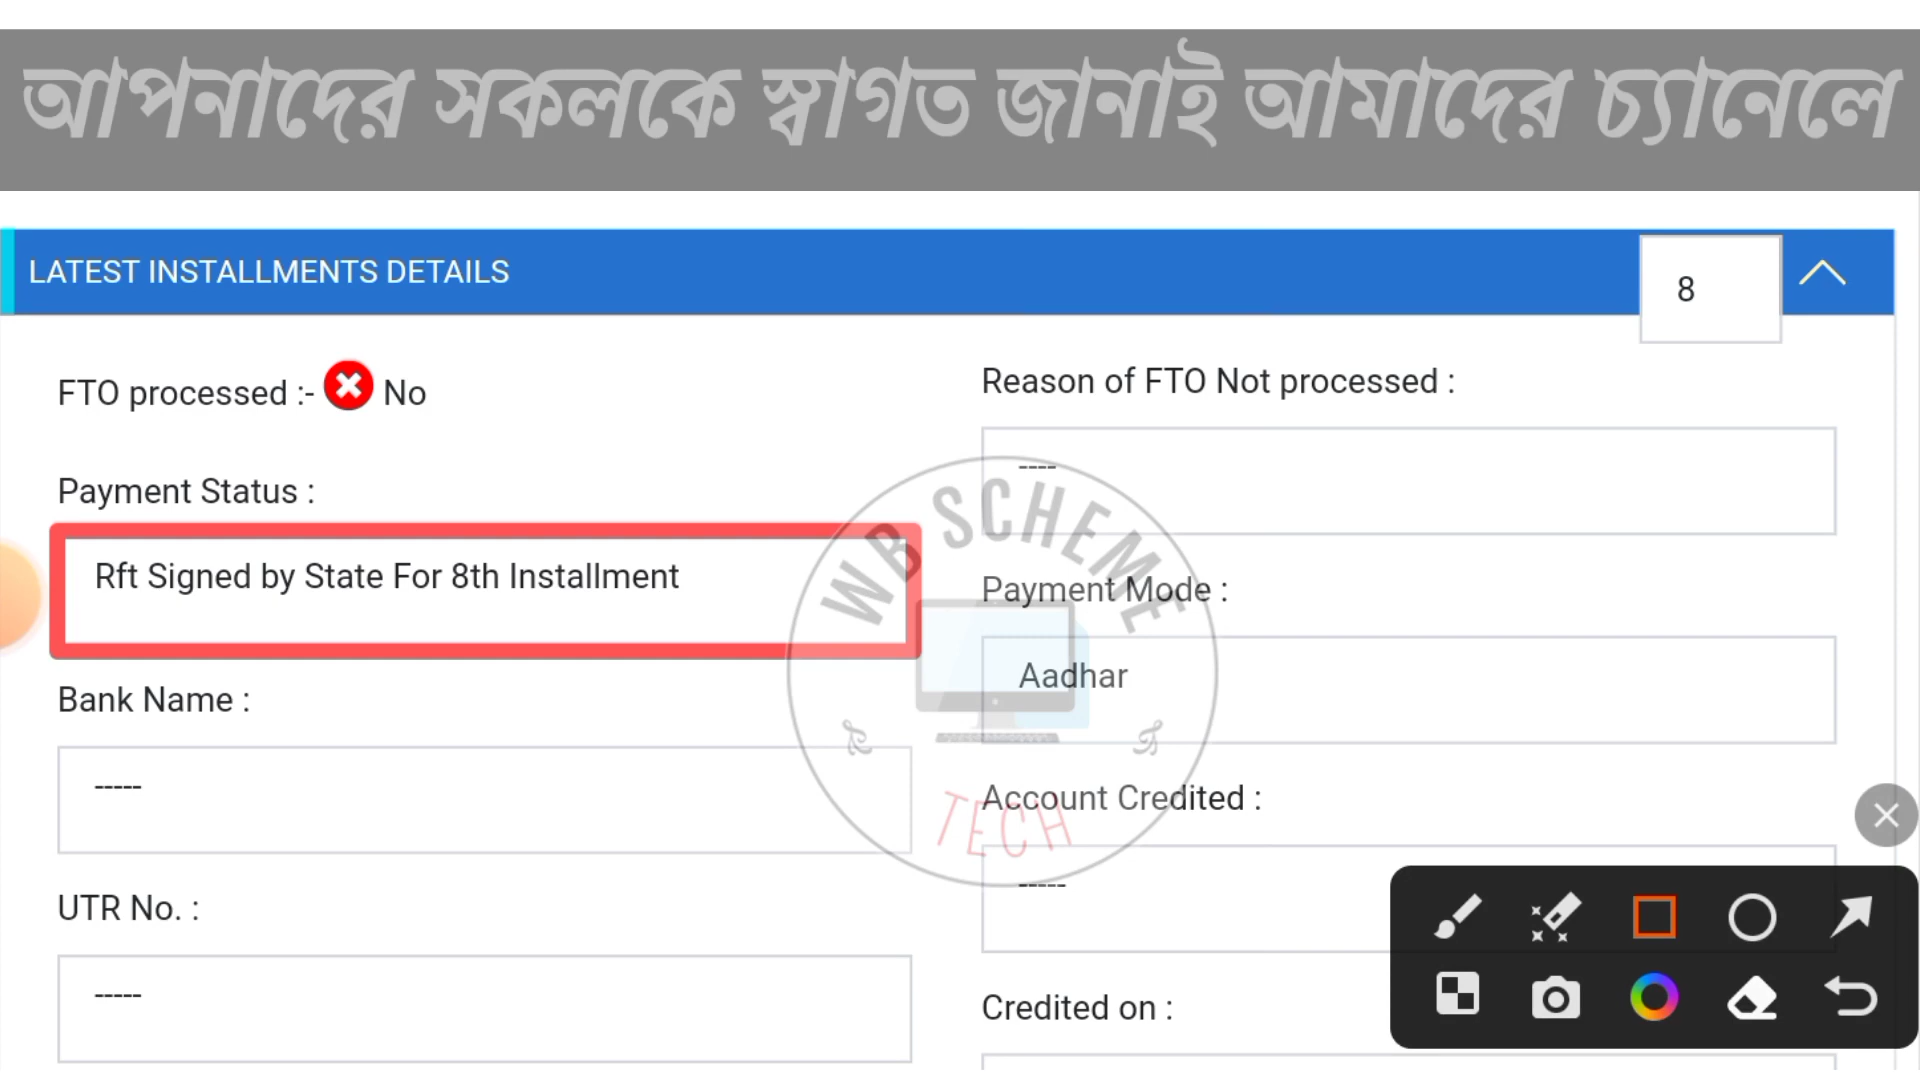 আপনাদের সকলকে স্বাগত জানাই আমাদের চ্যানেলে
LATEST INSTALLMENTS DETAILS
8
FTO processed :- No
Reason of FTO Not processed :
----
Payment Status :
Rft Signed by State For 8th Installment
Payment Mode :
Aadhar
Bank Name :
-----
Account Credited :
-----
UTR No. :
-----
Credited on :
WB SCHEME
TECH